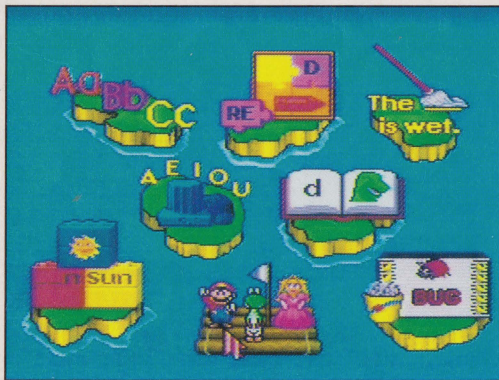 Aa Bb Cc
D
RE
The
is wet.
A E I O U
d
sun
BUG